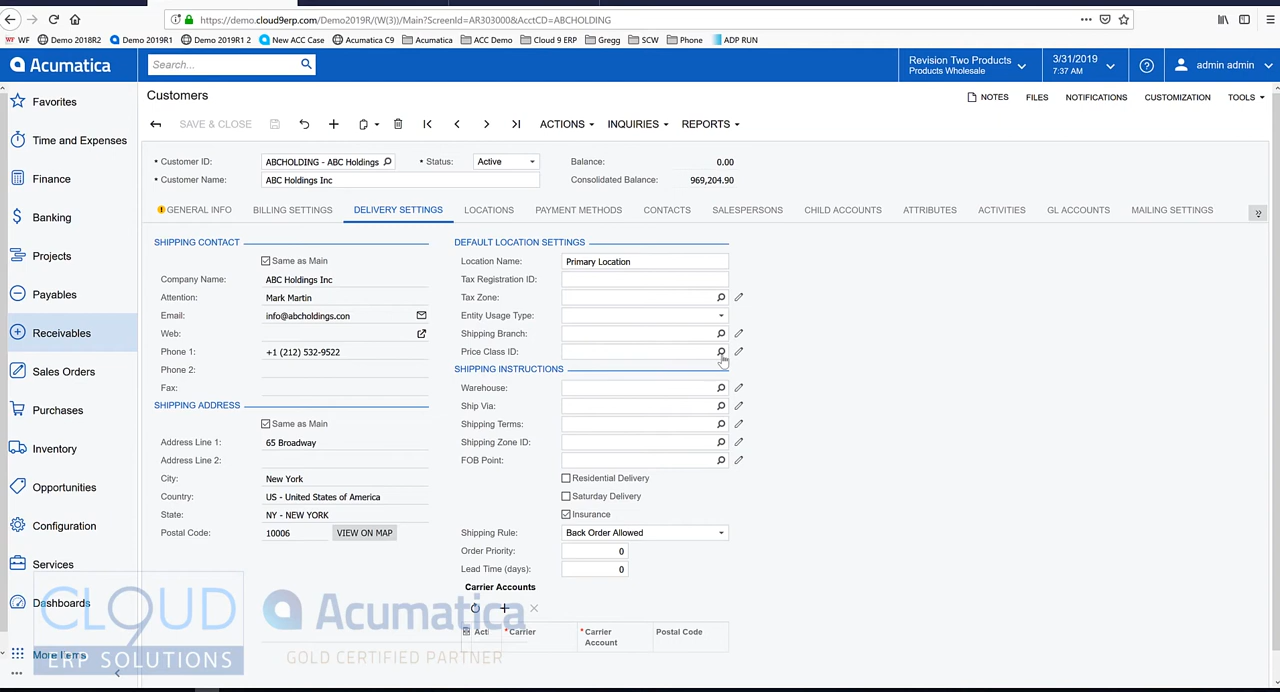 https://demo.cloud9erp.com/Demo2019R/(W(3))/Main?ScreenId=AR303000&AcctCD=ABCHOLDING
WF Demo 2018R2 Demo 2019R1 Demo 2019R1 2 New ACC Case Acumatica C9 Acumatica ACC Demo Cloud 9 ERP Gregg SCW Phone ADP RUN
Acumatica
Search...
Revision Two Products
Products Wholesale
3/31/2019
7:37 AM
admin admin
Favorites
Time and Expenses
Finance
Banking
Projects
Payables
Receivables
Sales Orders
Purchases
Inventory
Opportunities
Configuration
Services
Dashboards
More Items
Customers
NOTES FILES NOTIFICATIONS CUSTOMIZATION TOOLS
SAVE & CLOSE ACTIONS INQUIRIES REPORTS
Customer ID: ABCHOLDING - ABC Holdings Status: Active Balance: 0.00
Customer Name: ABC Holdings Inc Consolidated Balance: 969,204.90
GENERAL INFO BILLING SETTINGS DELIVERY SETTINGS LOCATIONS PAYMENT METHODS CONTACTS SALESPERSONS CHILD ACCOUNTS ATTRIBUTES ACTIVITIES GL ACCOUNTS MAILING SETTINGS
SHIPPING CONTACT
Same as Main
Company Name: ABC Holdings Inc
Attention: Mark Martin
Email: info@abcholdings.con
Web:
Phone 1: +1 (212) 532-9522
Phone 2:
Fax:
SHIPPING ADDRESS
Same as Main
Address Line 1: 65 Broadway
Address Line 2:
City: New York
Country: US - United States of America
State: NY - NEW YORK
Postal Code: 10006 VIEW ON MAP
DEFAULT LOCATION SETTINGS
Location Name: Primary Location
Tax Registration ID:
Tax Zone:
Entity Usage Type:
Shipping Branch:
Price Class ID:
SHIPPING INSTRUCTIONS
Warehouse:
Ship Via:
Shipping Terms:
Shipping Zone ID:
FOB Point:
Residential Delivery
Saturday Delivery
Insurance
Shipping Rule: Back Order Allowed
Order Priority: 0
Lead Time (days): 0
Carrier Accounts
Acti Carrier Carrier Account Postal Code
CLOUD 9
ERP SOLUTIONS
Acumatica
GOLD CERTIFIED PARTNER